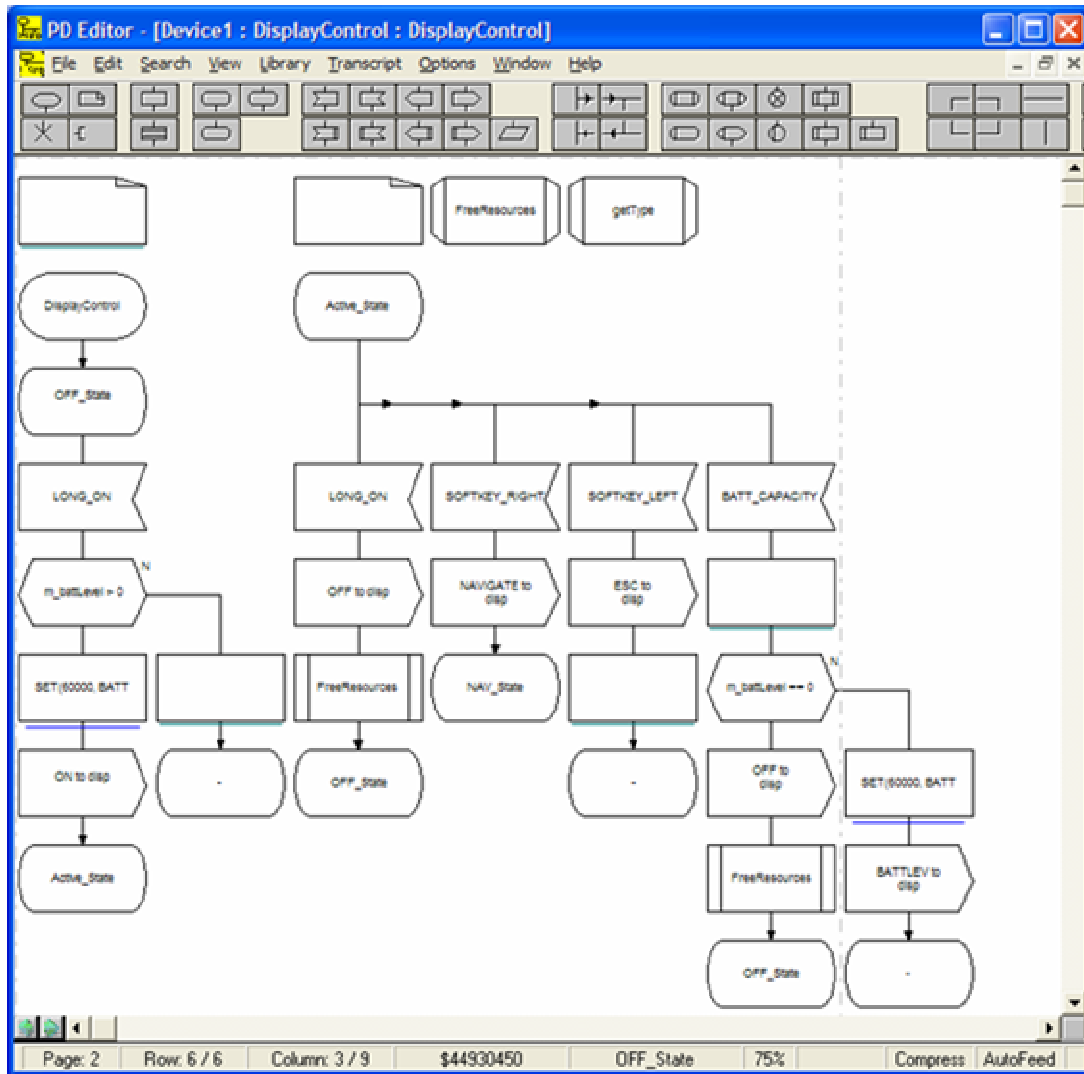 PD Editor - [Device1 : DisplayControl : DisplayControl]
File Edit Search View Library Transcript Options Window Help
FreeResources getType
DisplayControl Active_State
OFF_State
LONG_ON LONG_ON SOFTKEY_RIGHT SOFTKEY_LEFT BATT_CAPACITY
m_battLevel > 0 N OFF to disp NAVIGATE to
disp ESC to
disp
SET(60000, BATT FreeResources NAV_State m_battLevel == 0 N
ON to disp - OFF_State - OFF to
disp SET(60000, BATT
Active_State FreeResources BATTLEV to
disp
OFF_State -
Page: 2 Row: 6 / 6 Column: 3 / 9 $44930450 OFF_State 75% Compress AutoFeed